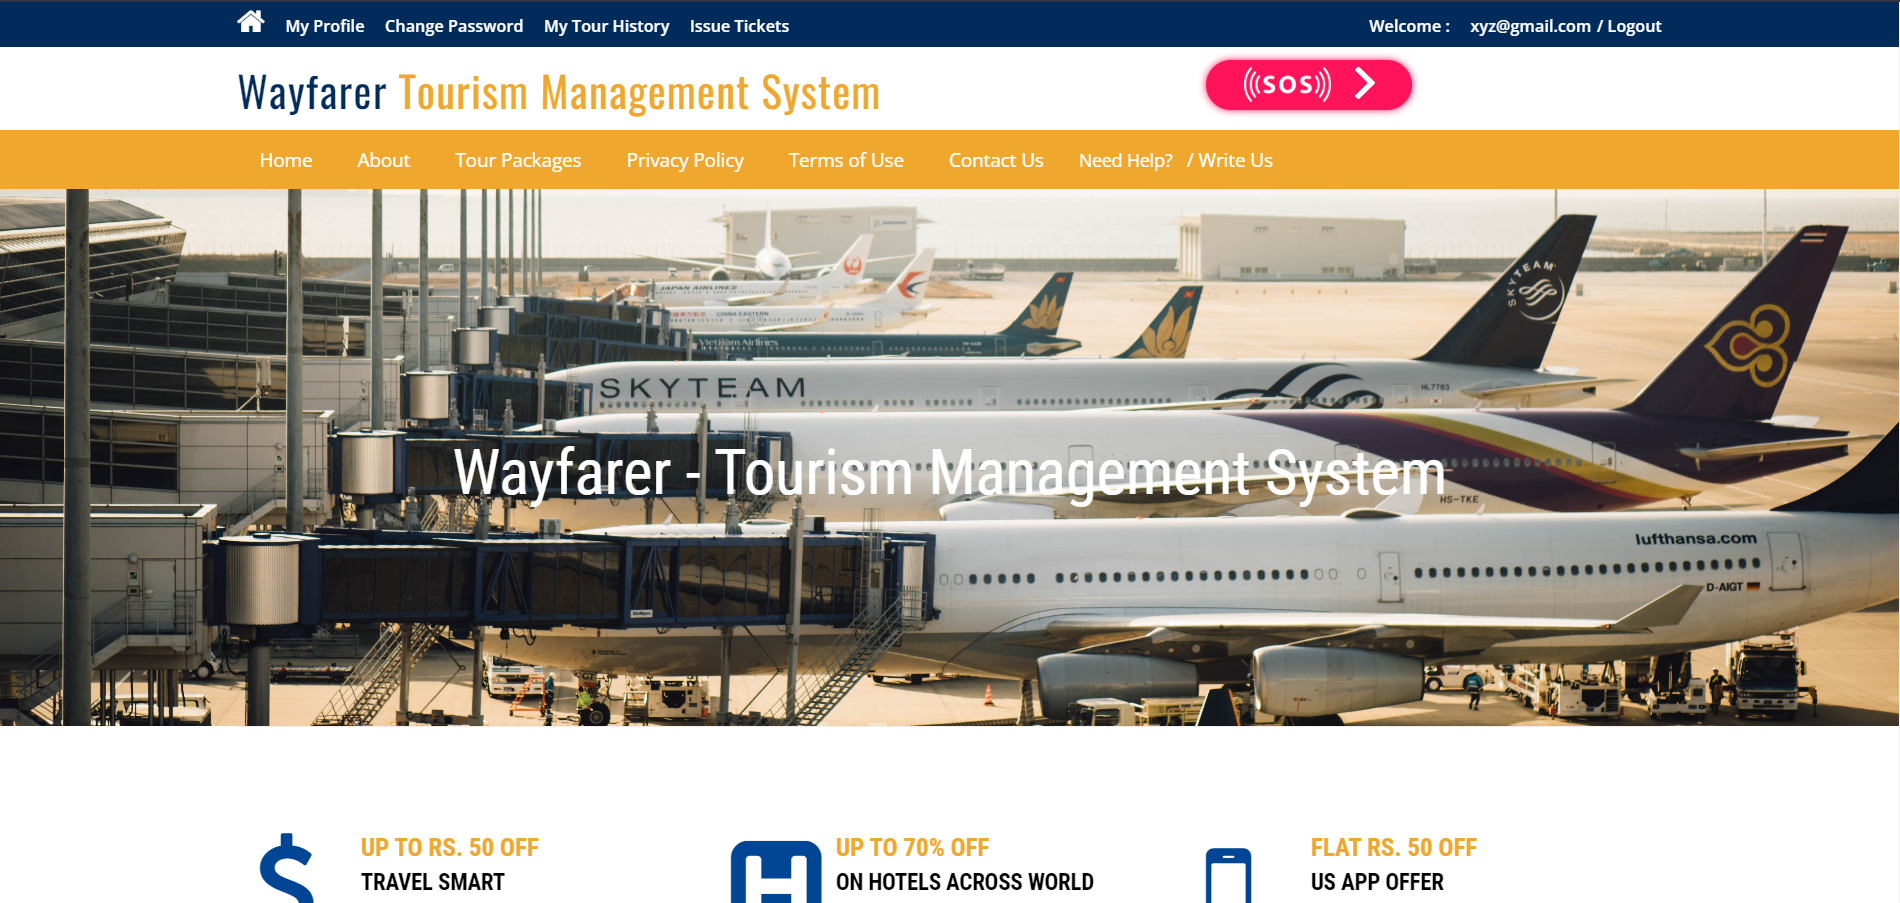 My Profile Change Password My Tour History Issue Tickets Welcome : xyz@gmail.com / Logout
Wayfarer Tourism Management System
((SOS))
Home About Tour Packages Privacy Policy Terms of Use Contact Us Need Help? / Write Us
JAPAN AIRLINES
CHINA EASTERN
Vietnam Airlines
SKYTEAM
SKYTEAM
HL7783
Wayfarer - Tourism Management System
HS-TKE
lufthansa.com
D-AIGT
UP TO RS. 50 OFF
TRAVEL SMART
UP TO 70% OFF
ON HOTELS ACROSS WORLD
FLAT RS. 50 OFF
US APP OFFER